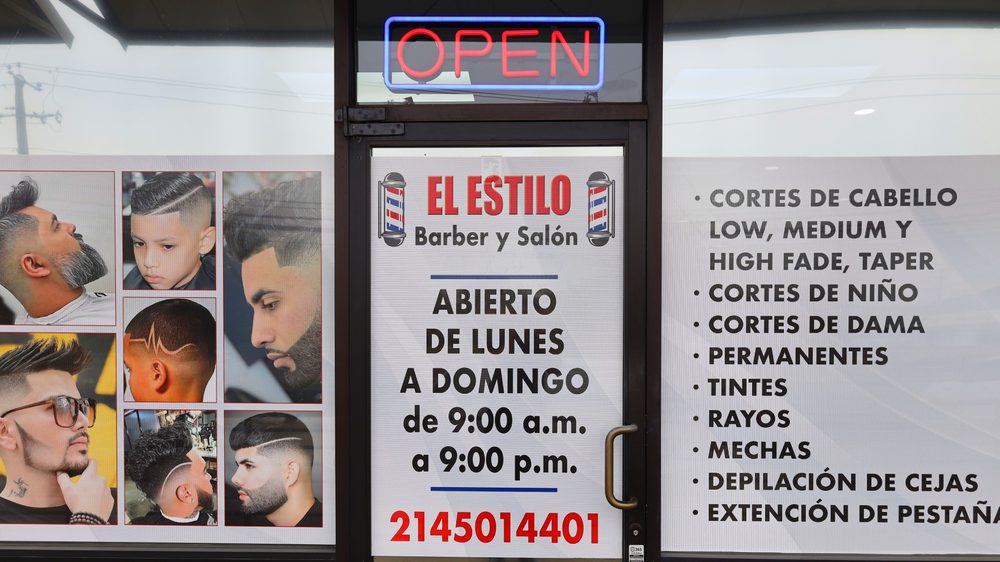 OPEN
EL ESTILO
Barber y Salón
ABIERTO
DE LUNES
A DOMINGO
de 9:00 a.m.
a 9:00 p.m.
2145014401
• CORTES DE CABELLO
LOW, MEDIUM Y
HIGH FADE, TAPER
• CORTES DE NIÑO
• CORTES DE DAMA
• PERMANENTES
• TINTES
• RAYOS
• MECHAS
• DEPILACIÓN DE CEJAS
• EXTENCIÓN DE PESTAÑA